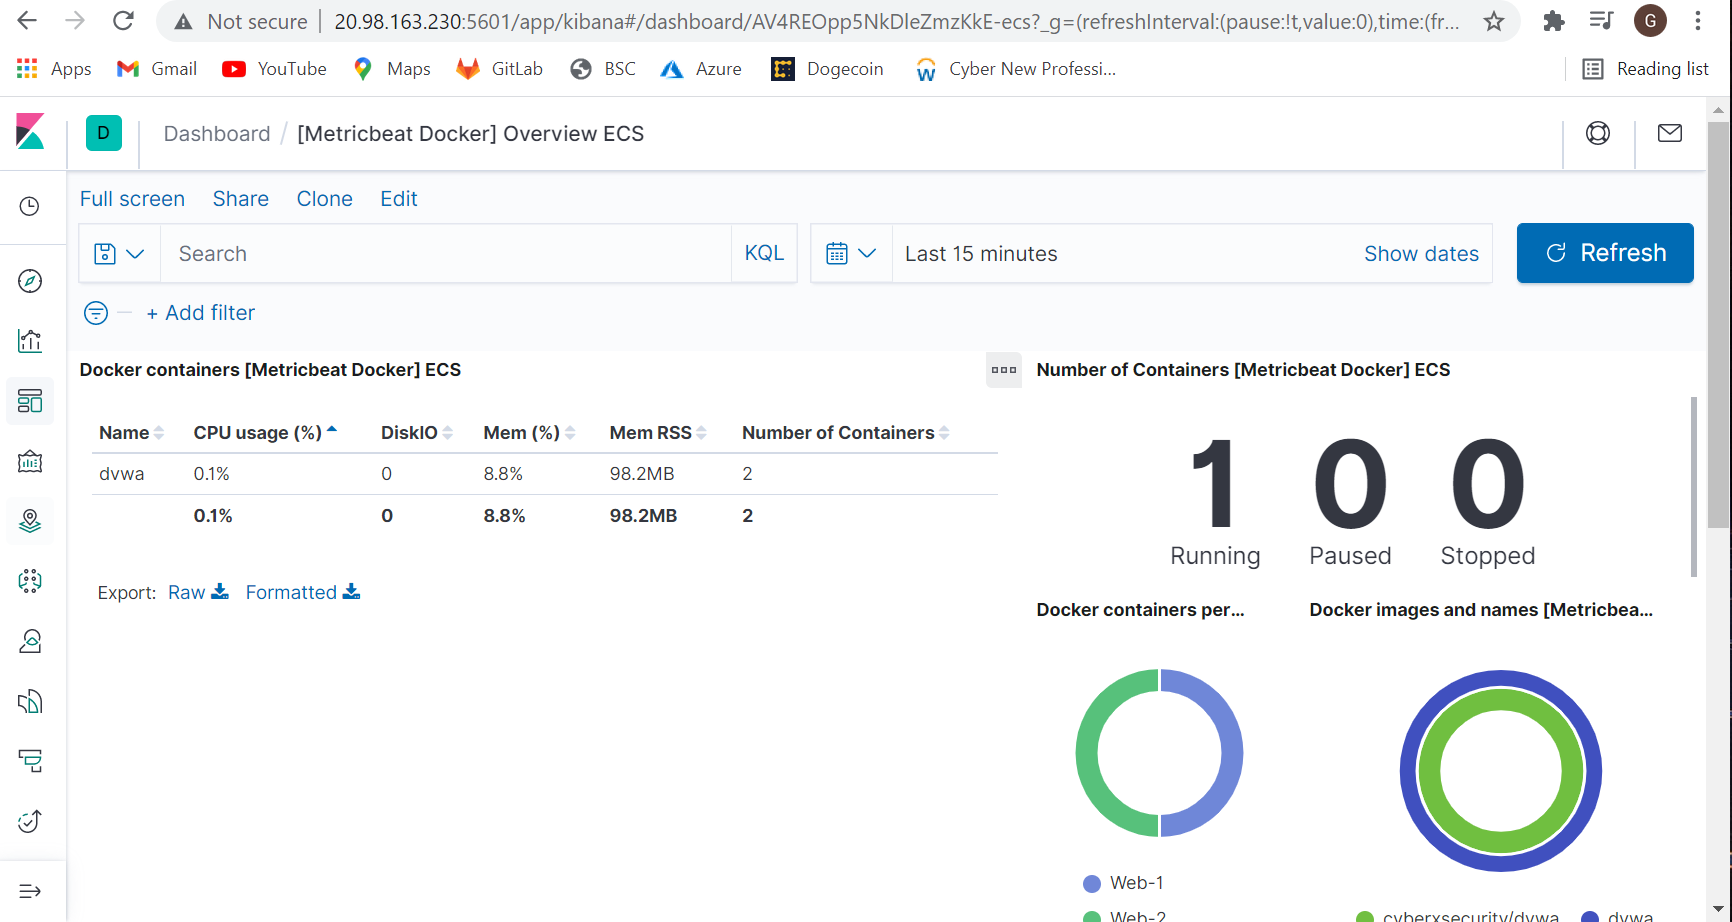 Not secure | 20.98.163.230:5601/app/kibana#/dashboard/AV4REOpp5NkDleZmzKkE-ecs?_g=(refreshInterval:(pause:!t,value:0),time:(fr... G
Apps Gmail YouTube Maps GitLab BSC Azure Dogecoin Cyber New Professi... Reading list
D Dashboard / [Metricbeat Docker] Overview ECS
Full screen Share Clone Edit
Search KQL Last 15 minutes Show dates Refresh
+ Add filter
Docker containers [Metricbeat Docker] ECS
Name CPU usage (%) DiskIO Mem (%) Mem RSS Number of Containers
dvwa 0.1% 0 8.8% 98.2MB 2
0.1% 0 8.8% 98.2MB 2
Export: Raw Formatted
Number of Containers [Metricbeat Docker] ECS
1 0 0
Running Paused Stopped
Docker containers per...
Web-1
Web-2
Docker images and names [Metricbea...
cyberxsecurity/dvwa dvwa